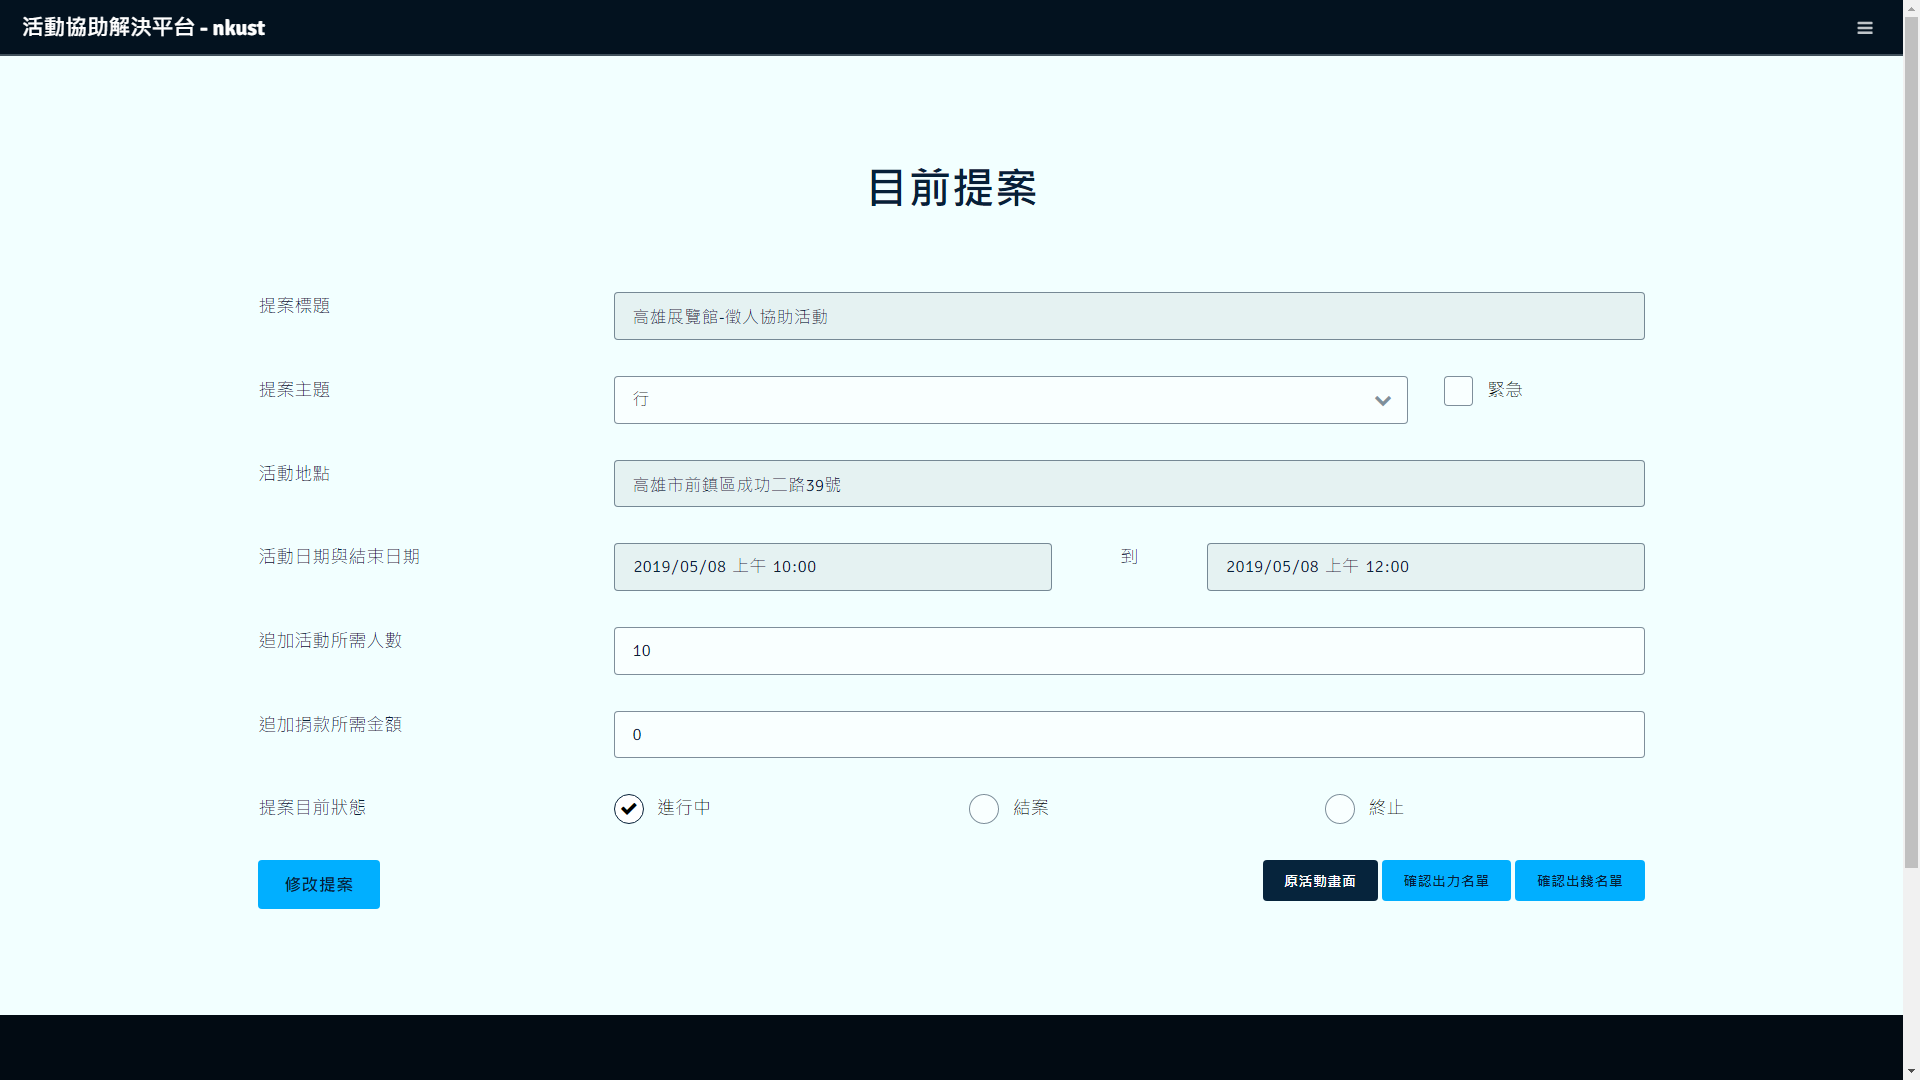 活動協助解決平台 - nkust
目前提案
提案標題
高雄展覽館-徵人協助活動
提案主題
行
緊急
活動地點
高雄市前鎮區成功二路39號
活動日期與結束日期
2019/05/08 上午 10:00
到
2019/05/08 上午 12:00
追加活動所需人數
10
追加捐款所需金額
0
提案目前狀態
進行中
結案
終止
修改提案
原活動畫面
確認出力名單
確認出錢名單